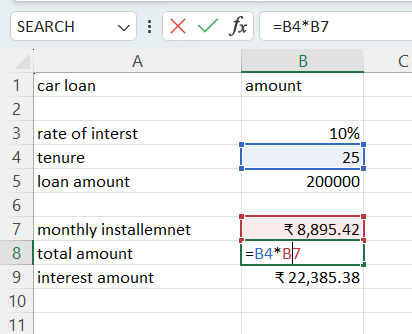 SEARCH fx =B4*B7
A B C
1 car loan amount
2
3 rate of interst 10%
4 tenure 25
5 loan amount 200000
6
7 monthly installemnet ₹ 8,895.42
8 total amount =B4*B7
9 interest amount ₹ 22,385.38
10
11